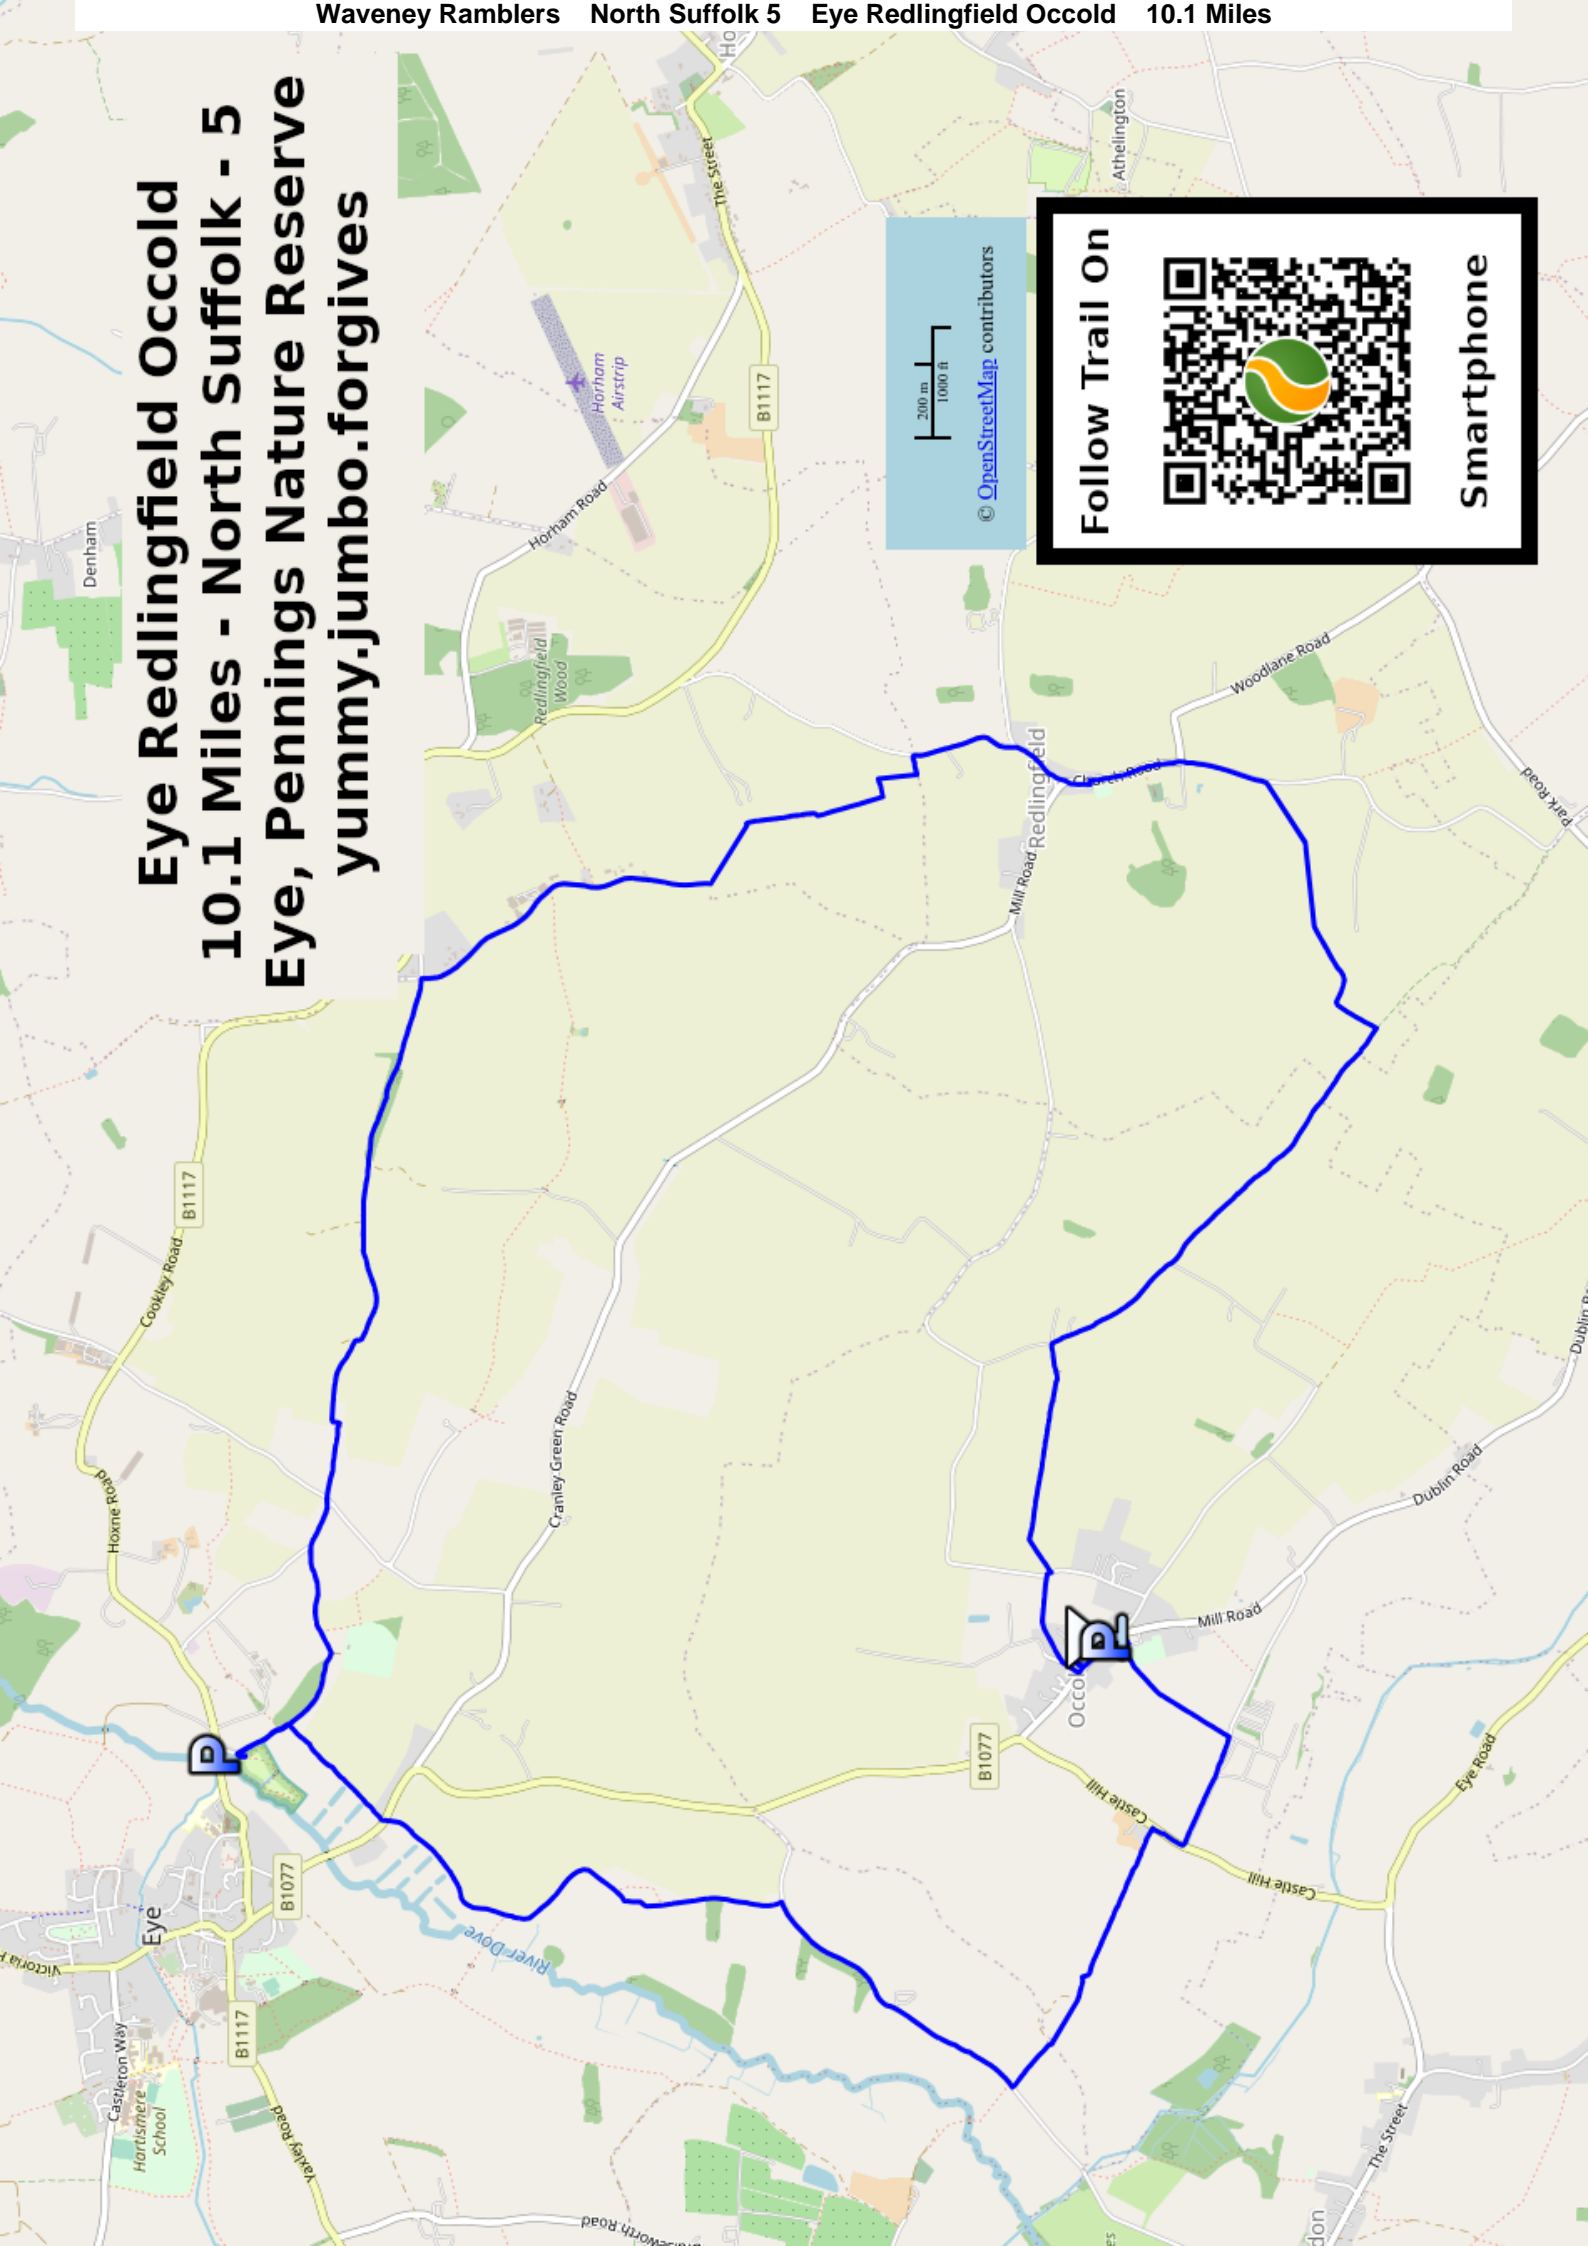 Waveney Ramblers North Suffolk 5 Eye Redlingfield Occold 10.1 Miles
Eye Redlingfield Occold
10.1 Miles - North Suffolk - 5
Eye, Pennings Nature Reserve
yummy.jumbo.forgives
Ho
The Street
Athelington
Denham
Horham
Airstrip
B1117
Horham Road
Redlingfield
Wood
200 m
1000 ft
© OpenStreetMap contributors
Follow Trail On
Smartphone
Woodlane Road
Park Road
Church Road
Redlingfield
Mill Road
B1117
Cookley Road
Hoxne Road
Cranley Green Road
Dublin Road
Mill Road
P
Occol
B1077
Castle Hill
Castle Hill
Eye Road
P
Eye
B1077
B1117
River Dove
Castleton Way
Hartismere
School
Yaxley Road
The Street
don